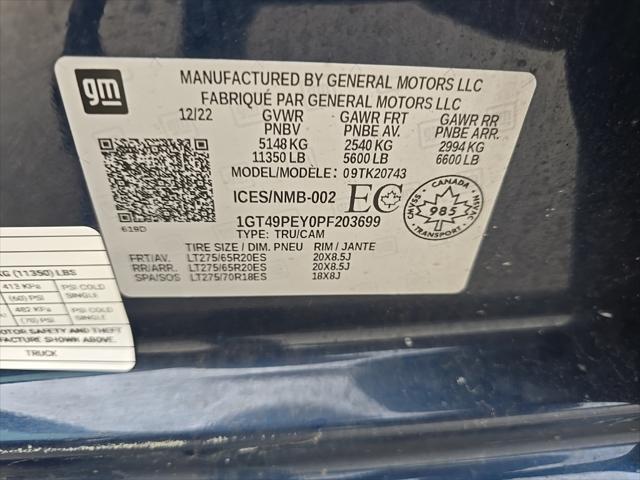 gm
MANUFACTURED BY GENERAL MOTORS LLC
FABRIQUÉ PAR GENERAL MOTORS LLC
12/22 GVWR GAWR FRT GAWR RR
PNBV PNBE AV. PNBE ARR.
5148 KG 2540 KG 2994 KG
11350 LB 5600 LB 6600 LB
MODEL/MODÈLE: 09TK20743
ICES/NMB-002 EC
CANADA
CMVSS NSVAC
985
TRANSPORT
619D
1GT49PEY0PF203699
TYPE: TRU/CAM
TIRE SIZE / DIM. PNEU RIM / JANTE
FRT/AV. LT275/65R20ES 20X8.5J
RR/ARR. LT275/65R20ES 20X8.5J
SPA/SOS LT275/70R18ES 18X8J
KG (11350) LBS
413 KPa PSI COLD
(60) PSI SINGLE
482 KPa PSI COLD
(70) PSI SINGLE
MOTOR SAFETY AND THEFT
FACTURE SHOWN ABOVE.
TRUCK